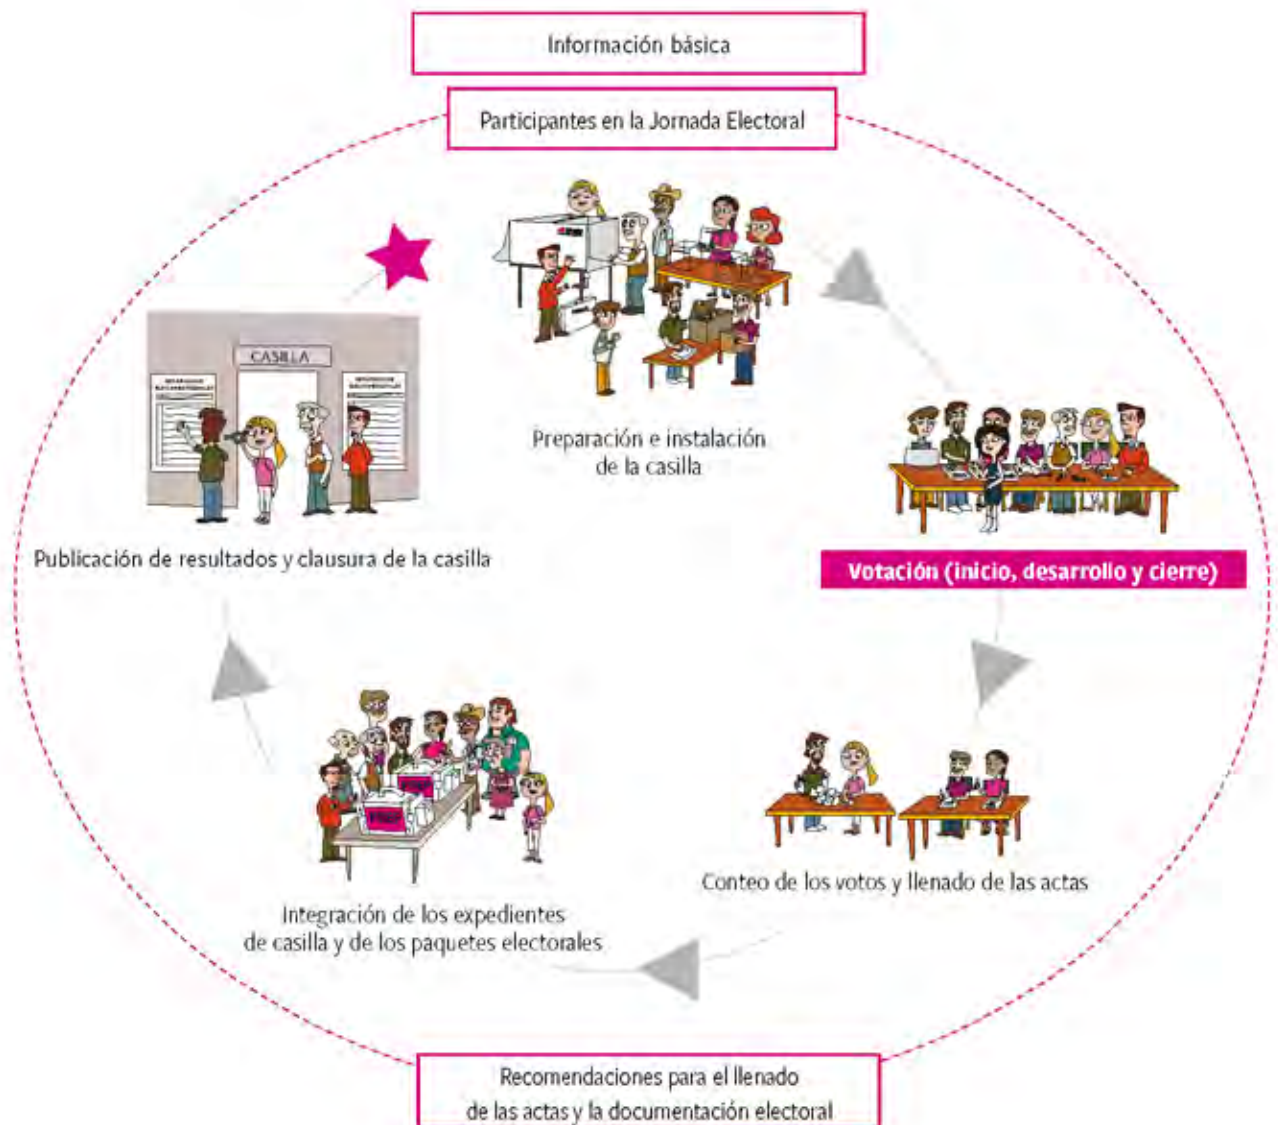 Información básica
Participantes en la Jornada Electoral
Preparación e instalación
de la casilla
CASILLA
Publicación de resultados y clausura de la casilla
Votación (inicio, desarrollo y cierre)
Conteo de los votos y llenado de las actas
Integración de los expedientes
de casilla y de los paquetes electorales
Recomendaciones para el llenado
de las actas y la documentación electoral